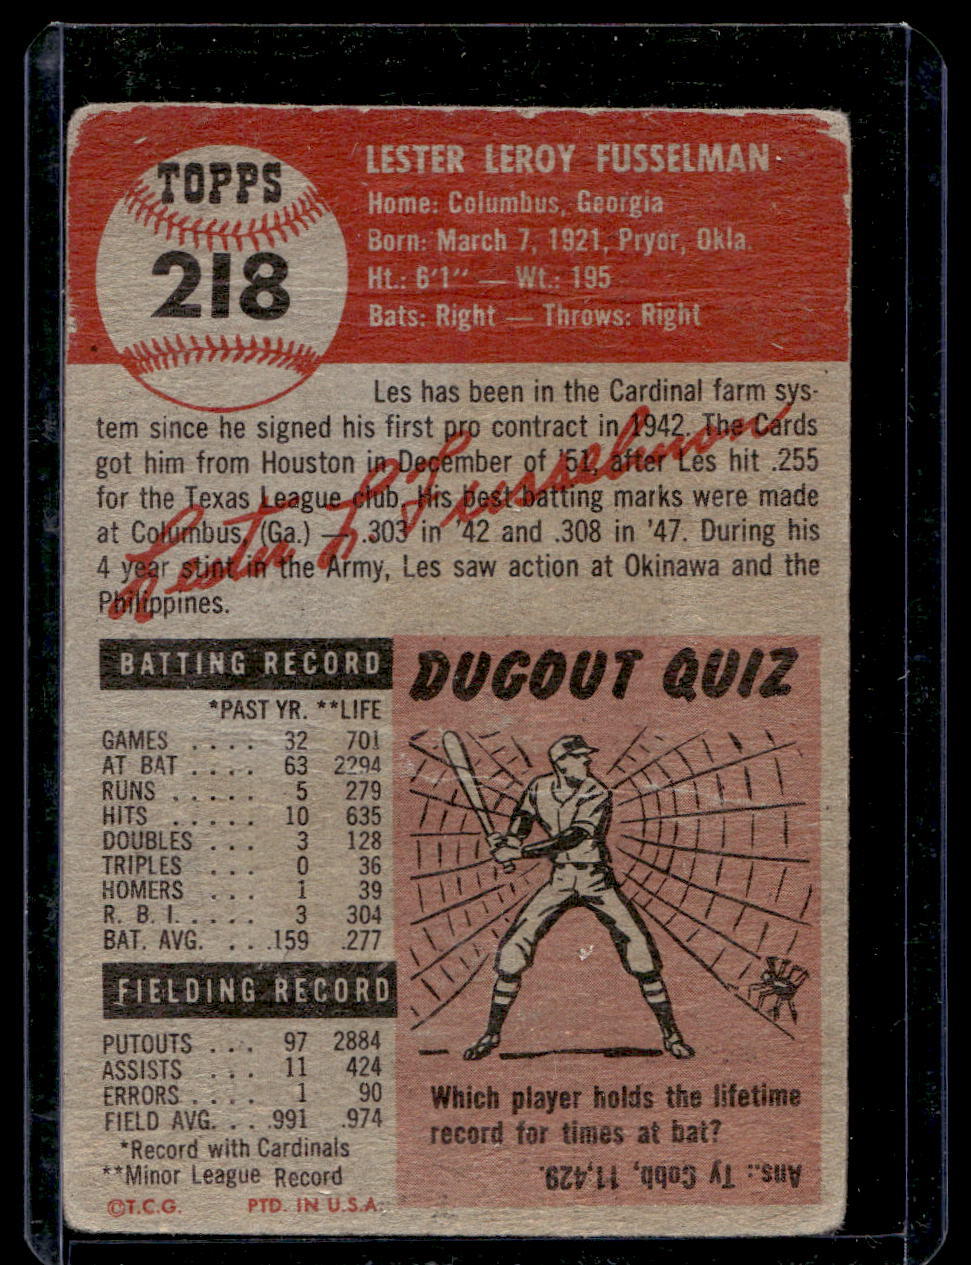 TOPPS
218
LESTER LEROY FUSSELMAN
Home: Columbus, Georgia
Born: March 7, 1921, Pryor, Okla.
Ht.: 6'1" — Wt.: 195
Bats: Right — Throws: Right
Les has been in the Cardinal farm sys-
tem since he signed his first pro contract in 1942. The Cards
got him from Houston in December of '51, after Les hit .255
for the Texas League club. His best batting marks were made
at Columbus, (Ga.) — .303 in '42 and .308 in '47. During his
4 year stint in the Army, Les saw action at Okinawa and the
Philippines.
Lester L Fusselman
BATTING RECORD
*PAST YR. **LIFE
GAMES .... 32 701
AT BAT .... 63 2294
RUNS ..... 5 279
HITS ..... 10 635
DOUBLES ... 3 128
TRIPLES ... 0 36
HOMERS ... 1 39
R. B. I. .... 3 304
BAT. AVG. ... .159 .277
FIELDING RECORD
PUTOUTS ... 97 2884
ASSISTS ... 11 424
ERRORS .... 1 90
FIELD AVG. .. .991 .974
*Record with Cardinals
**Minor League Record
©T.C.G. PTD. IN U.S.A.
DUGOUT QUIZ
Which player holds the lifetime
record for times at bat?
Ans.: Ty Cobb, 11,429.